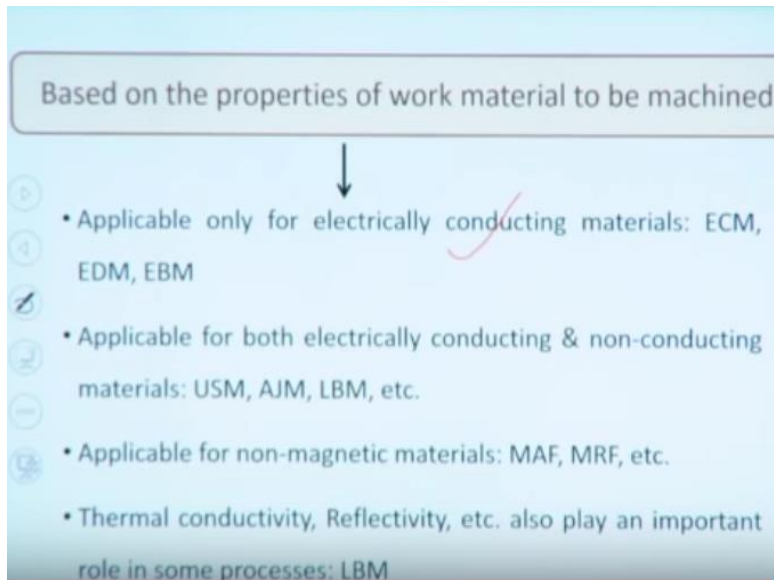 Based on the properties of work material to be machined
• Applicable only for electrically conducting materials: ECM,
EDM, EBM
• Applicable for both electrically conducting & non-conducting
materials: USM, AJM, LBM, etc.
• Applicable for non-magnetic materials: MAF, MRF, etc.
• Thermal conductivity, Reflectivity, etc. also play an important
role in some processes: LBM